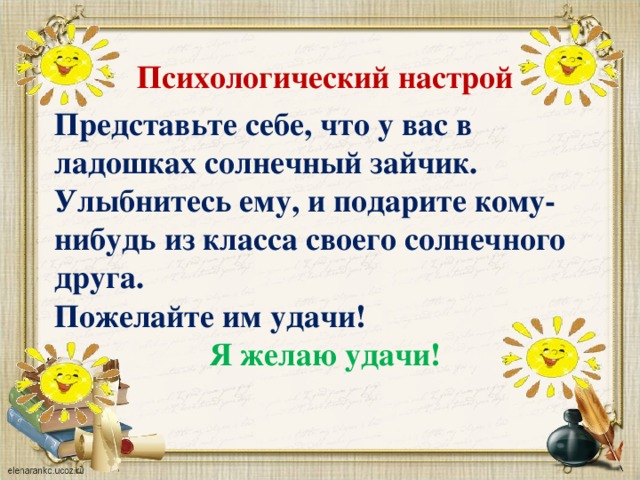 Психологический настрой
Представьте себе, что у вас в
ладошках солнечный зайчик.
Улыбнитесь ему, и подарите кому-
нибудь из класса своего солнечного
друга.
Пожелайте им удачи!
Я желаю удачи!
elenaranko.ucoz.ru